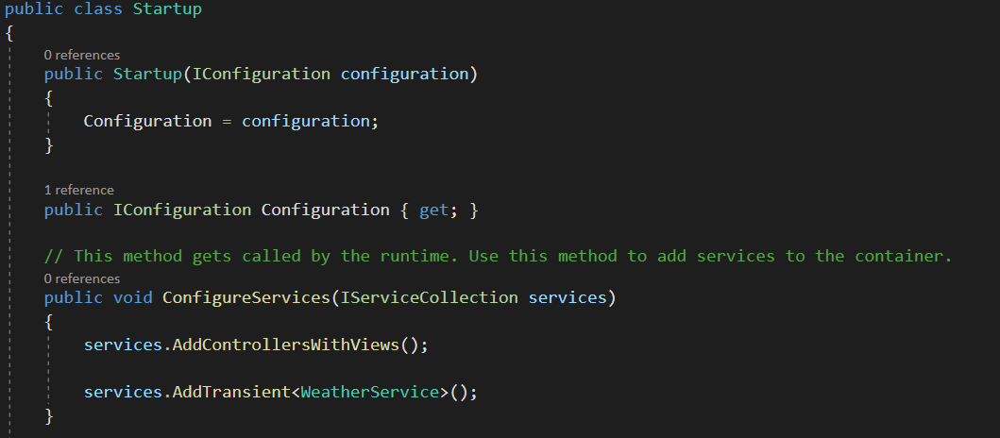 public class Startup
{
0 references
public Startup(IConfiguration configuration)
{
Configuration = configuration;
}
1 reference
public IConfiguration Configuration { get; }
// This method gets called by the runtime. Use this method to add services to the container.
0 references
public void ConfigureServices(IServiceCollection services)
{
services.AddControllersWithViews();
services.AddTransient<WeatherService>();
}